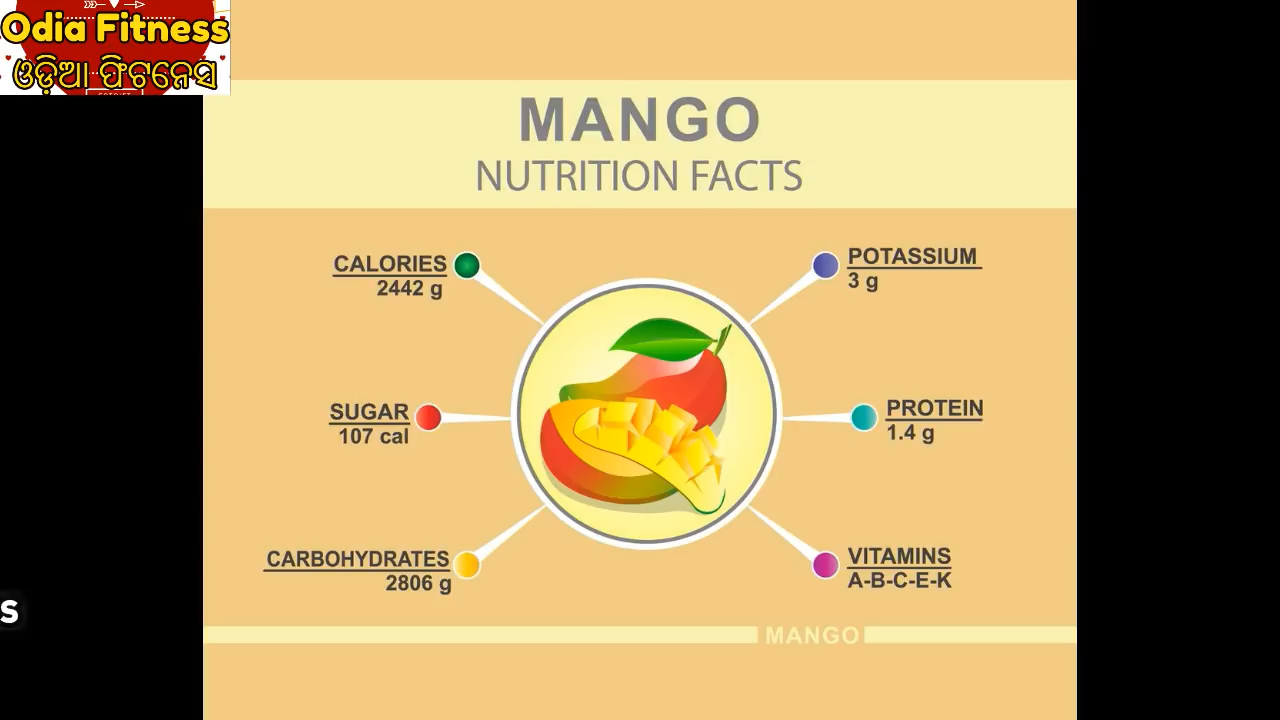 Odia Fitness
ଓଡ଼ିଆ ଫିଟନେସ
MANGO
NUTRITION FACTS
CALORIES
2442 g
POTASSIUM
3 g
SUGAR
107 cal
PROTEIN
1.4 g
CARBOHYDRATES
2806 g
VITAMINS
A-B-C-E-K
S
MANGO